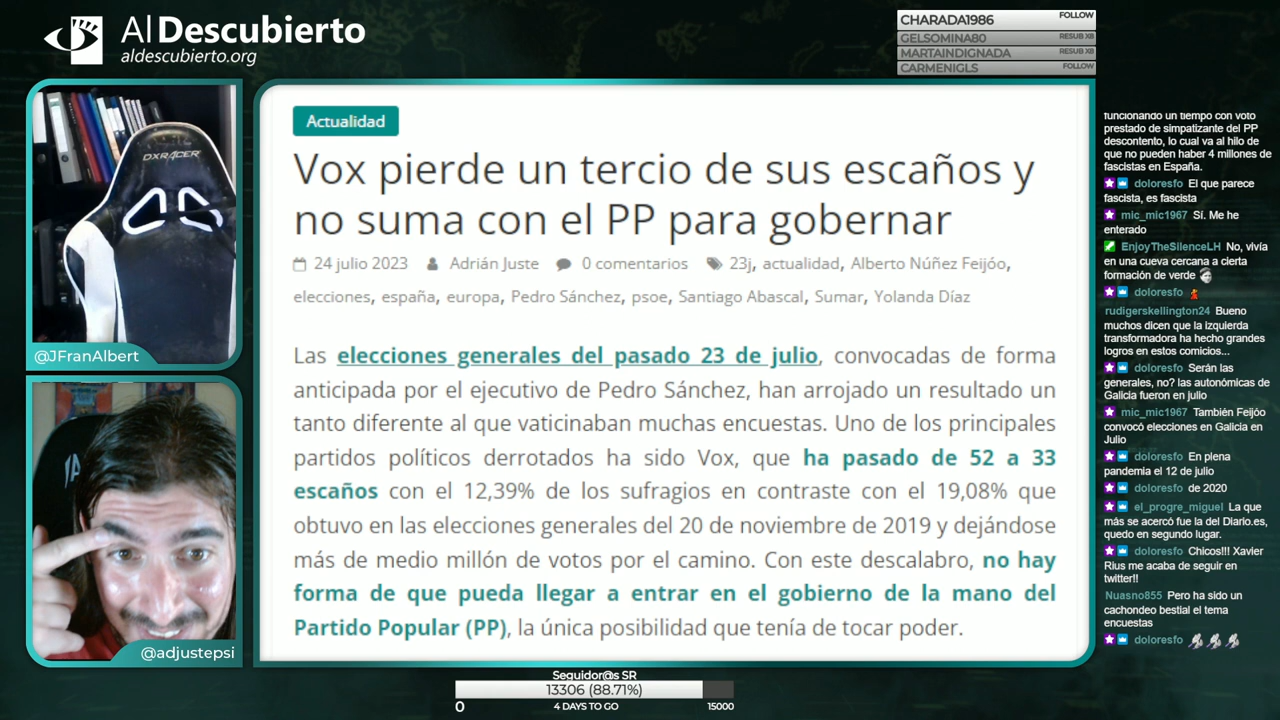 Al Descubierto
aldescubierto.org
CHARADA1986 FOLLOW
GELSOMINA80 RESUB X8
MARTAINDIGNADA RESUB X8
CARMENIGLS FOLLOW
DXRACER
@JFranAlbert
@adjustepsi
Actualidad
Vox pierde un tercio de sus escaños y
no suma con el PP para gobernar
24 julio 2023 Adrián Juste 0 comentarios 23j, actualidad, Alberto Núñez Feijóo,
elecciones, españa, europa, Pedro Sánchez, psoe, Santiago Abascal, Sumar, Yolanda Díaz
Las elecciones generales del pasado 23 de julio, convocadas de forma
anticipada por el ejecutivo de Pedro Sánchez, han arrojado un resultado un
tanto diferente al que vaticinaban muchas encuestas. Uno de los principales
partidos políticos derrotados ha sido Vox, que ha pasado de 52 a 33
escaños con el 12,39% de los sufragios en contraste con el 19,08% que
obtuvo en las elecciones generales del 20 de noviembre de 2019 y dejándose
más de medio millón de votos por el camino. Con este descalabro, no hay
forma de que pueda llegar a entrar en el gobierno de la mano del
Partido Popular (PP), la única posibilidad que tenía de tocar poder.
funcionando un tiempo con voto
prestado de simpatizante del PP
descontento, lo cual va al hilo de
que no pueden haber 4 millones de
fascistas en España.
doloresfo El que parece
fascista, es fascista
mic_mic1967 Sí. Me he
enterado
EnjoyTheSilenceLH No, vivía
en una cueva cercana a cierta
formación de verde
doloresfo
rudigerskellington24 Bueno
muchos dicen que la izquierda
transformadora ha hecho grandes
logros en estos comicios...
doloresfo Serán las
generales, no? las autonómicas de
Galicia fueron en julio
mic_mic1967 También Feijóo
convocó elecciones en Galicia en
Julio
doloresfo En plena
pandemia el 12 de julio
doloresfo de 2020
el_progre_miguel La que
más se acercó fue la del Diario.es,
quedo en segundo lugar.
doloresfo Chicos!!! Xavier
Rius me acaba de seguir en
twitter!!
Nuasno855 Pero ha sido un
cachondeo bestial el tema
encuestas
doloresfo
Seguidor@s SR
13306 (88.71%)
0 4 DAYS TO GO 15000